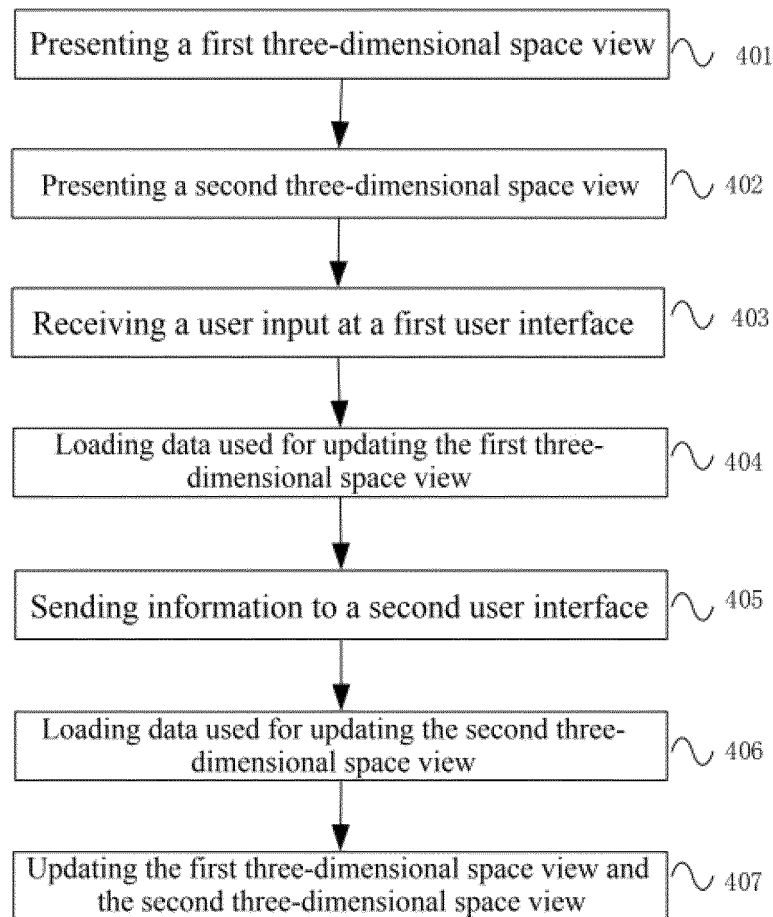 Presenting a first three-dimensional space view
401
Presenting a second three-dimensional space view
402
Receiving a user input at a first user interface
403
Loading data used for updating the first three-
dimensional space view
404
Sending information to a second user interface
405
Loading data used for updating the second three-
dimensional space view
406
Updating the first three-dimensional space view and
the second three-dimensional space view
407